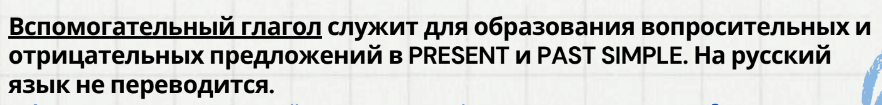 Вспомогательный глагол служит для образования вопросительных и
отрицательных предложений в PRESENT и PAST SIMPLE. На русский
язык не переводится.